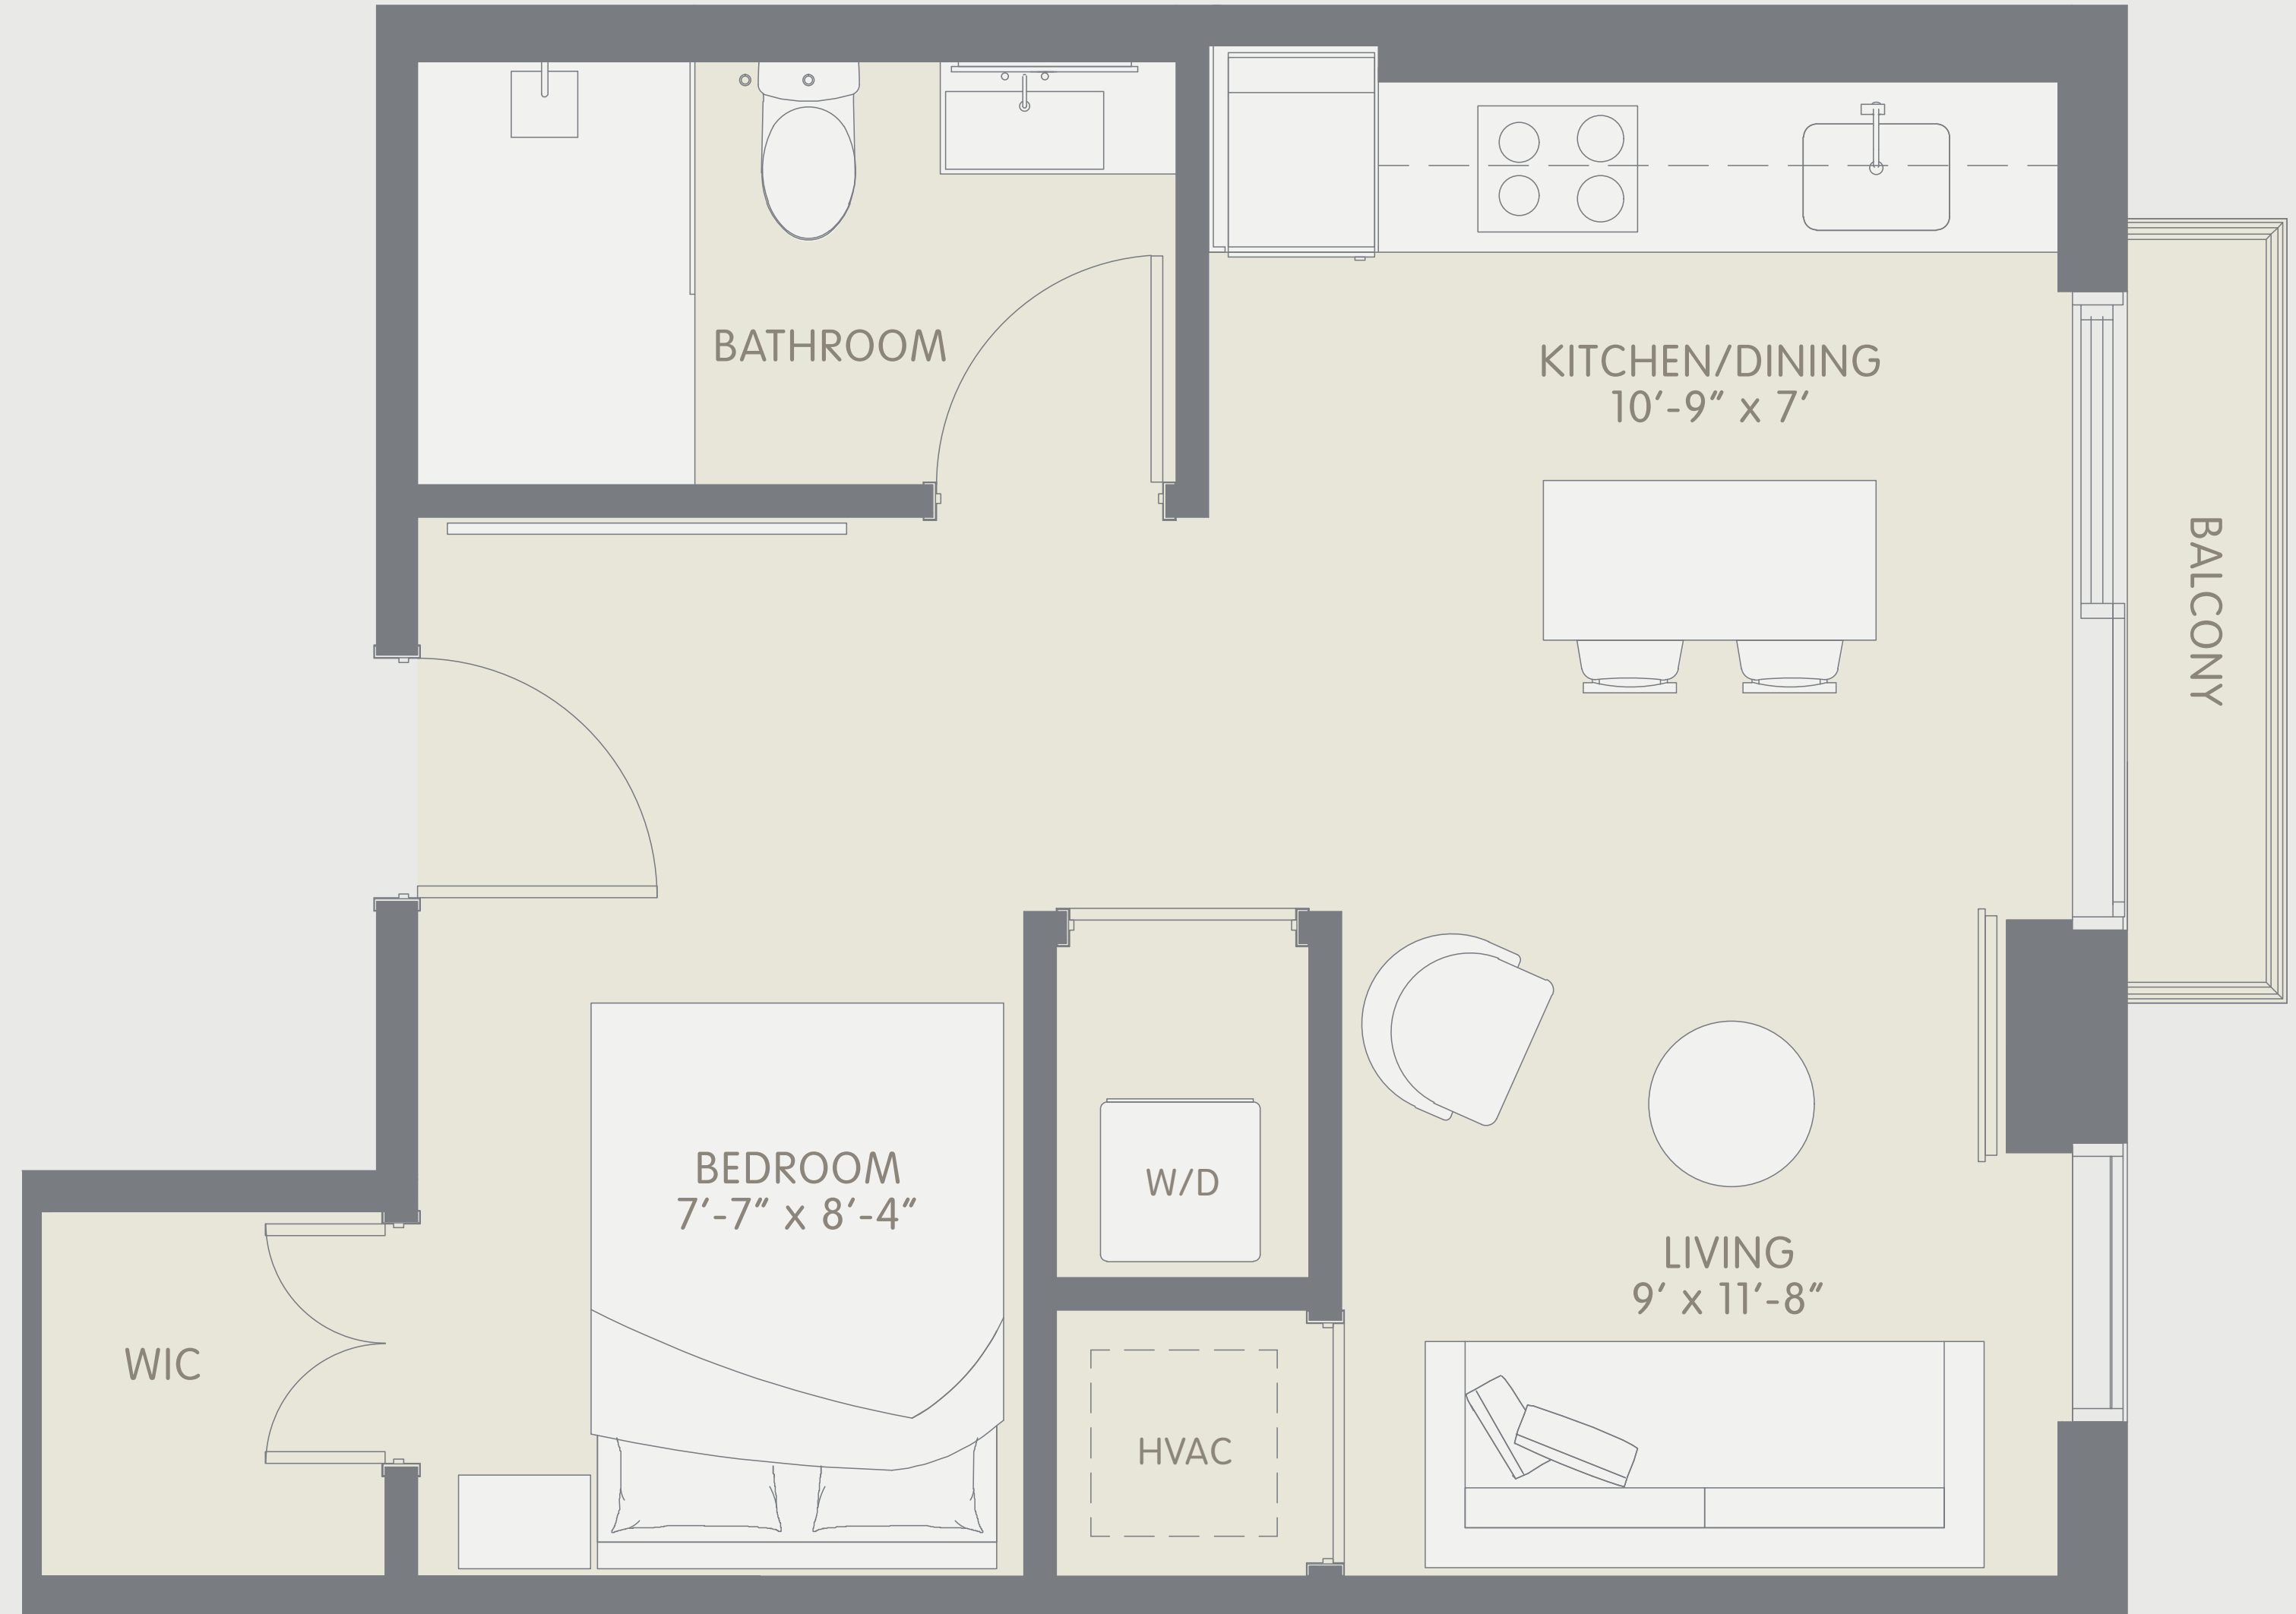 BATHROOM
KITCHEN/DINING
10'-9" x 7'
BALCONY
BEDROOM
7'-7" x 8'-4"
W/D
LIVING
9' x 11'-8"
WIC
HVAC